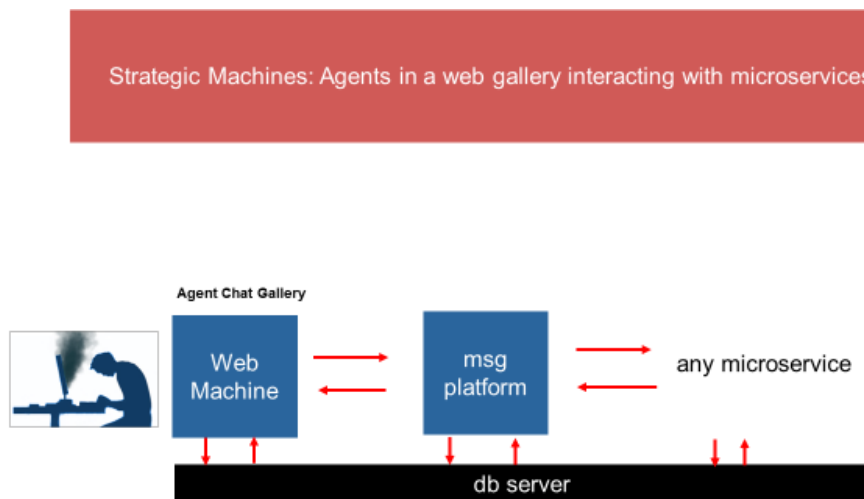 Strategic Machines: Agents in a web gallery interacting with microservices
Agent Chat Gallery
Web
Machine
msg
platform
any microservice
db server